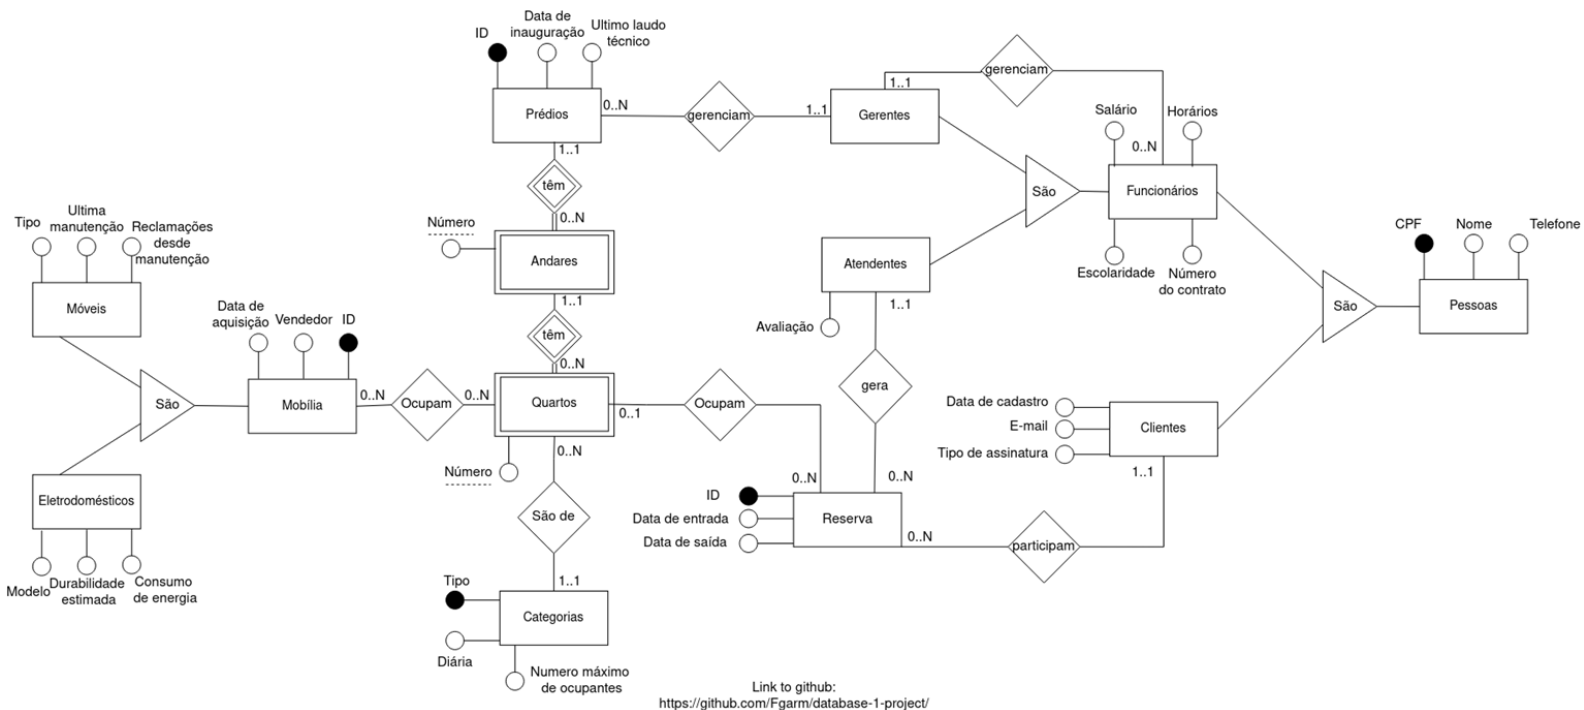 ID
Data de
inauguração
Ultimo laudo
técnico
Prédios
0..N
gerenciam
1..1
Gerentes
1..1
gerenciam
Salário
Horários
0..N
Funcionários
Escolaridade
Número
do contrato
São
1..1
têm
0..N
Número
Andares
1..1
têm
0..N
Tipo
Ultima
manutenção
Reclamações
desde
manutenção
Móveis
São
Data de
aquisição
Vendedor
ID
Mobília
0..N
Ocupam
0..N
Quartos
0..1
Ocupam
0..N
Número
0..N
São de
1..1
Tipo
Categorias
Diária
Numero máximo
de ocupantes
Eletrodomésticos
Modelo
Durabilidade
estimada
Consumo
de energia
Atendentes
1..1
Avaliação
gera
0..N
ID
Data de entrada
Data de saída
Reserva
0..N
participam
1..1
Data de cadastro
E-mail
Tipo de assinatura
Clientes
São
CPF
Nome
Telefone
Pessoas
Link to github:
https://github.com/Fgarm/database-1-project/